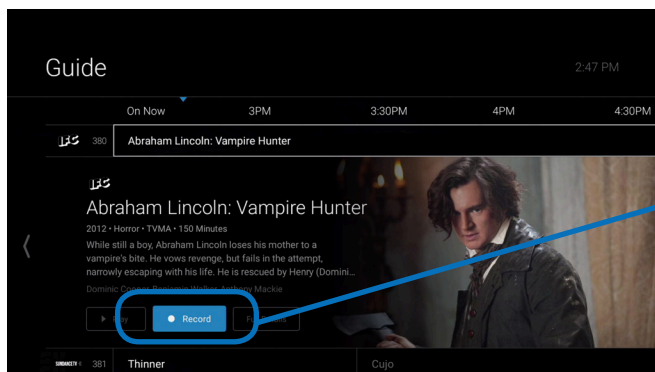 Guide
2:47 PM
On Now 3PM 3:30PM 4PM 4:30PM
IFC 380 Abraham Lincoln: Vampire Hunter
IFC
Abraham Lincoln: Vampire Hunter
2012 • Horror • TVMA • 150 Minutes
While still a boy, Abraham Lincoln loses his mother to a
vampire's bite. He vows revenge, but fails in the attempt,
narrowly escaping with his life. He is rescued by Henry (Domini...
Dominic Cooper, Benjamin Walker, Anthony Mackie
Record
SUNDANCETV 381 Thinner Cujo